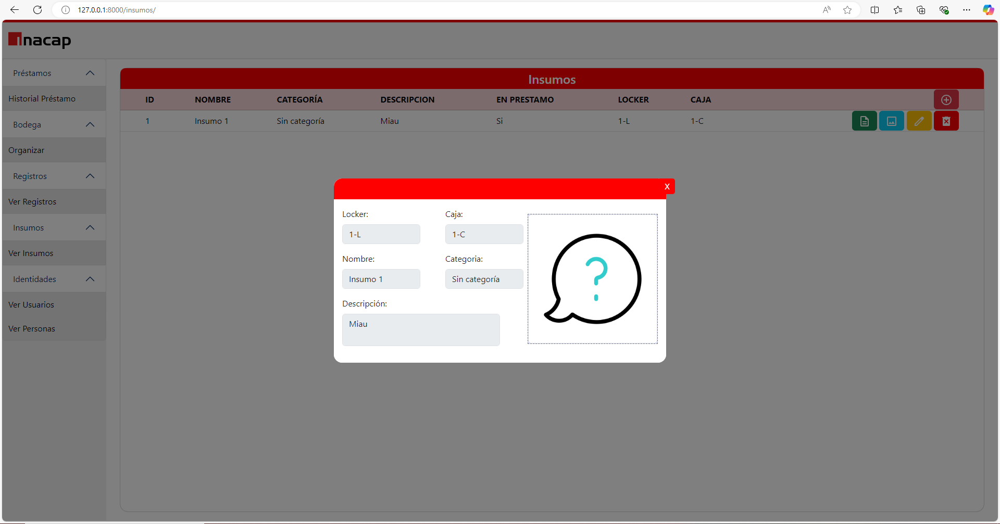 127.0.0.1:8000/insumos/
inacap
Préstamos
Historial Préstamo
Bodega
Organizar
Registros
Ver Registros
Insumos
Ver Insumos
Identidades
Ver Usuarios
Ver Personas
Insumos
ID NOMBRE CATEGORÍA DESCRIPCION EN PRESTAMO LOCKER CAJA
1 Insumo 1 Sin categoría Miau Si 1-L 1-C
X
Locker: Caja:
1-L 1-C
Nombre: Categoria:
Insumo 1 Sin categoría
Descripción:
Miau
?